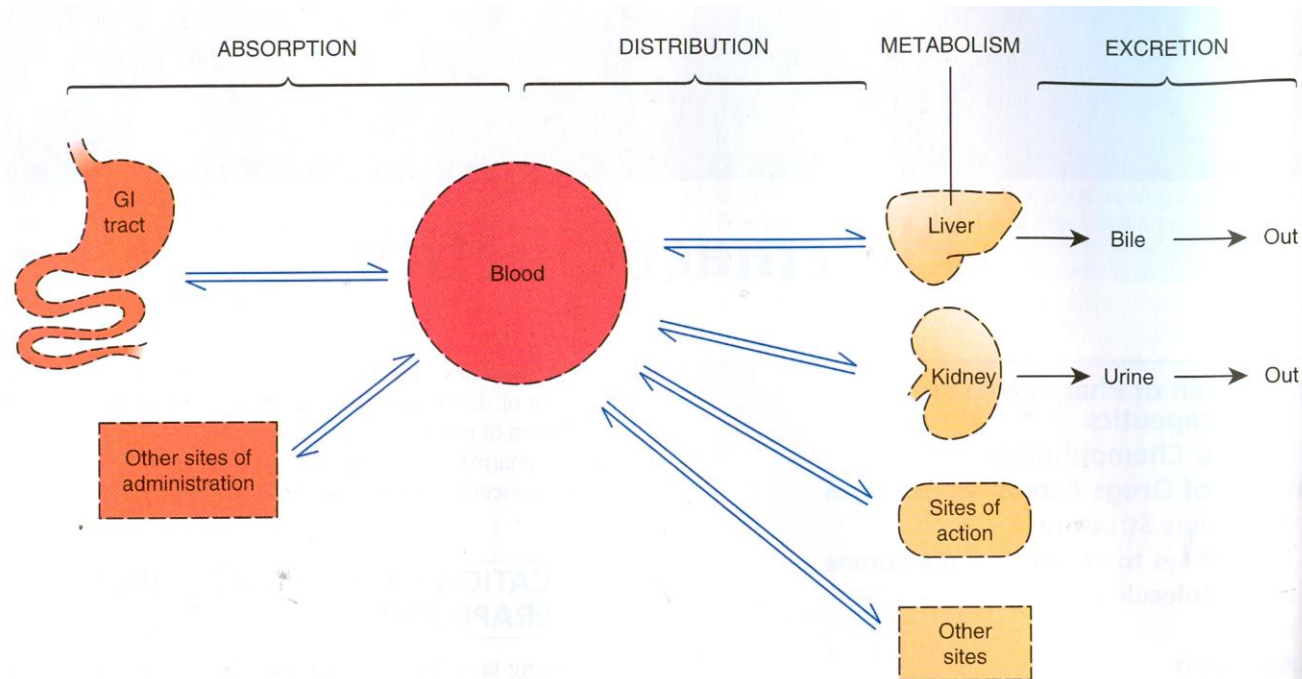 ABSORPTION
DISTRIBUTION
METABOLISM
EXCRETION
GI
tract
Blood
Liver
Bile
Out
Kidney
Urine
Out
Other sites of
administration
Sites of
action
Other
sites